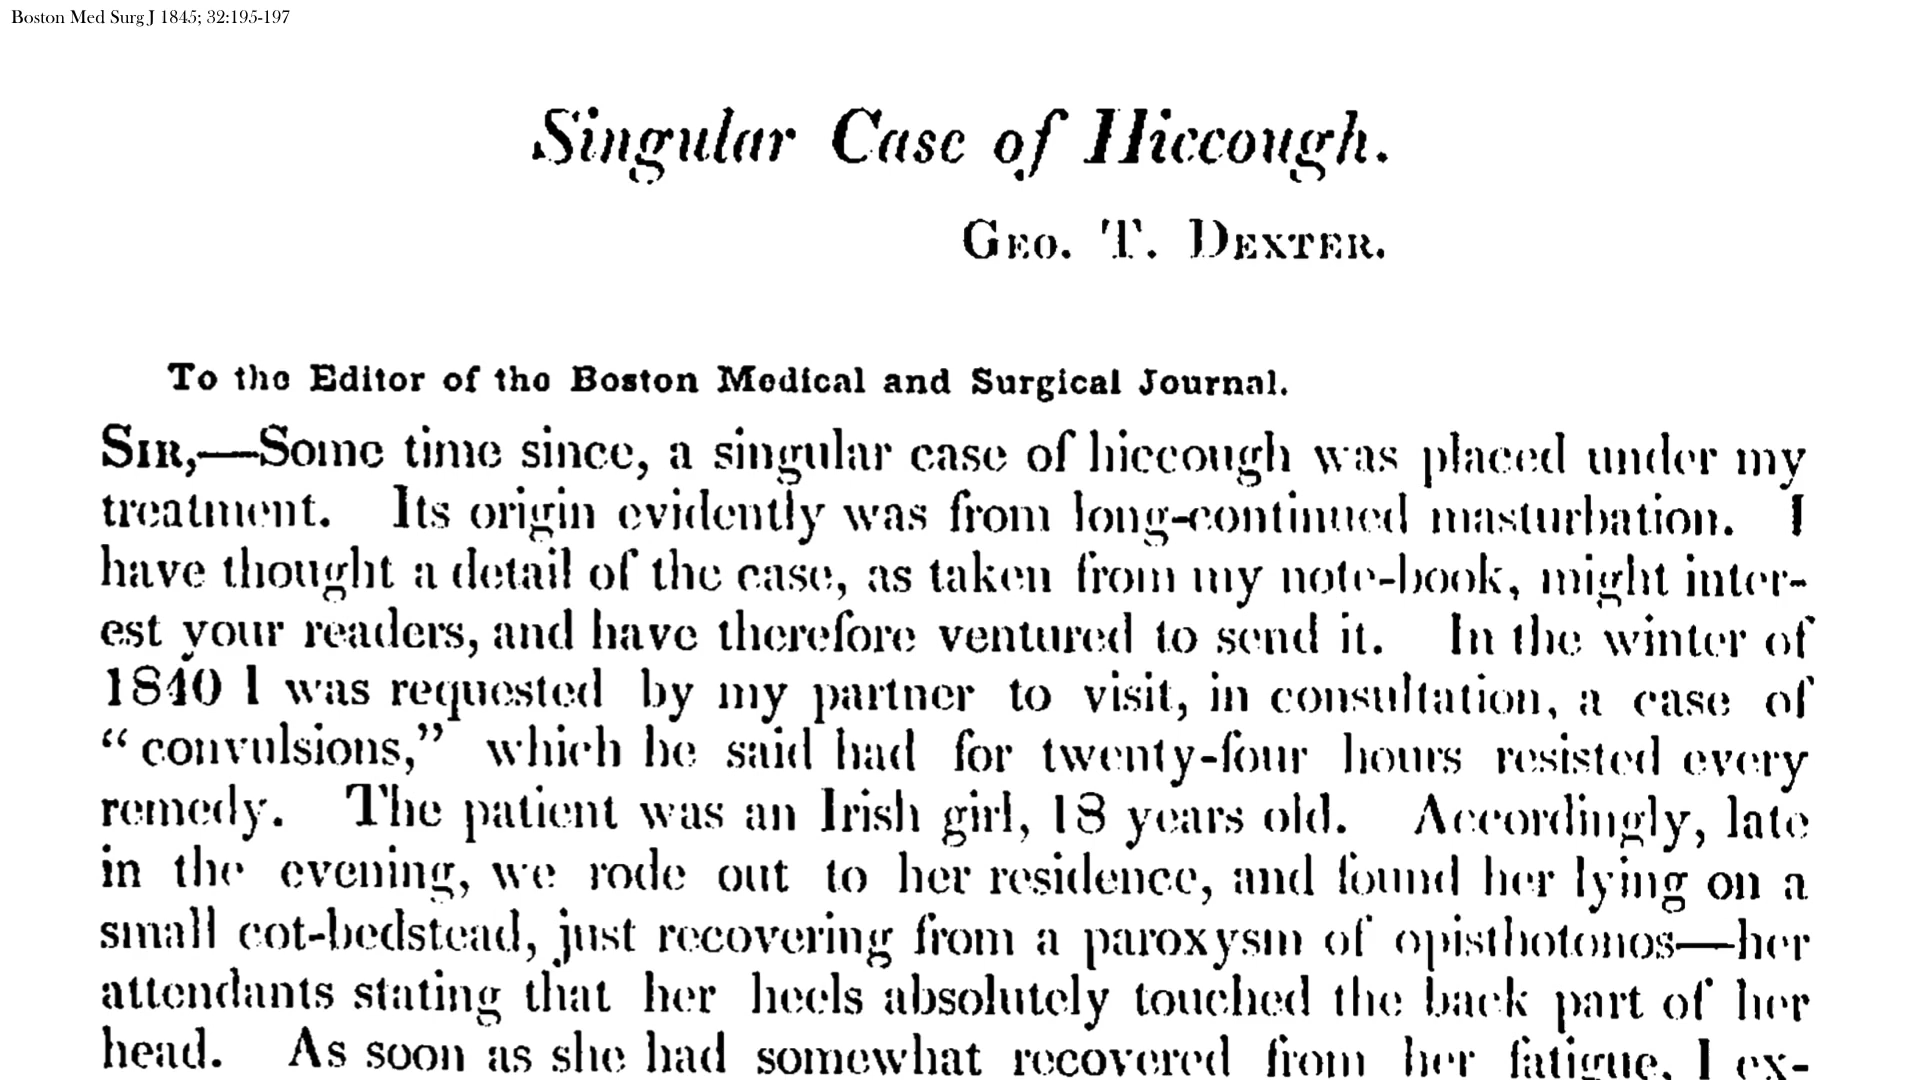 Boston Med Surg J 1845; 32:195-197
Singular Case of Hiccough.
GEO. T. DEXTER.
To the Editor of the Boston Medical and Surgical Journal.
SIR,—Some time since, a singular case of hiccough was placed under my
treatment. Its origin evidently was from long-continued masturbation. I
have thought a detail of the case, as taken from my note-book, might inter-
est your readers, and have therefore ventured to send it. In the winter of
1840 I was requested by my partner to visit, in consultation, a case of
“convulsions,” which he said had for twenty-four hours resisted every
remedy. The patient was an Irish girl, 18 years old. Accordingly, late
in the evening, we rode out to her residence, and found her lying on a
small cot-bedstead, just recovering from a paroxysm of opisthotonos—her
attendants stating that her heels absolutely touched the back part of her
head. As soon as she had somewhat recovered from her fatigue, I ex-